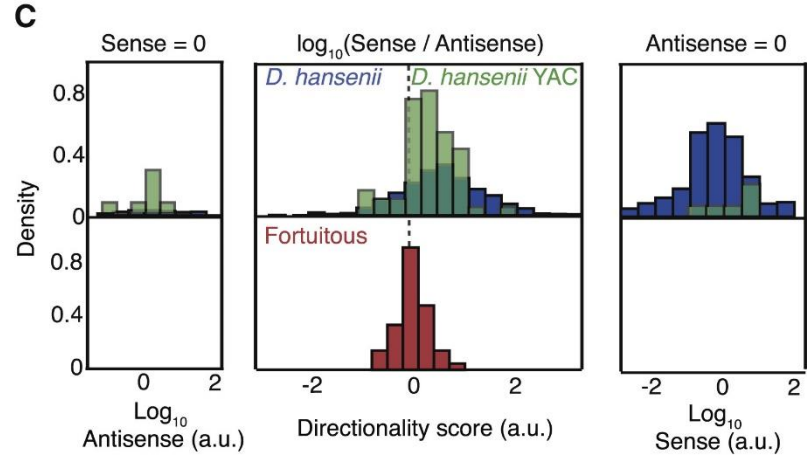 C
Sense = 0
log₁₀(Sense / Antisense)
Antisense = 0
D. hansenii
D. hansenii YAC
0.8
0.4
0
Density
Fortuitous
0.8
0.4
0
0 2
-2 0 2
-2 0 2
Log₁₀
Antisense (a.u.)
Directionality score (a.u.)
Log₁₀
Sense (a.u.)